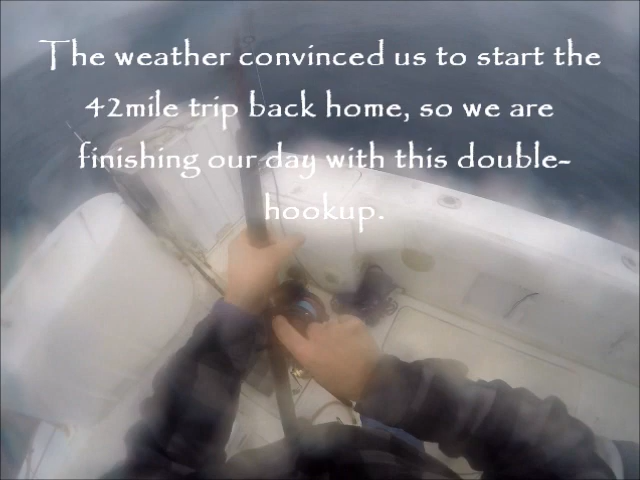 The weather convinced us to start the
42mile trip back home, so we are
finishing our day with this double-
hookup.